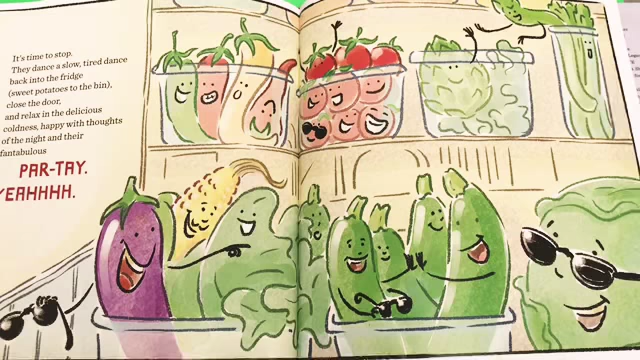 It's time to stop.
They dance a slow, tired dance
back into the fridge
(sweet potatoes to the bin),
close the door,
and relax in the delicious
coldness, happy with thoughts
of the night and their
fantabulous
PAR-TAY.
YEAHHHH.